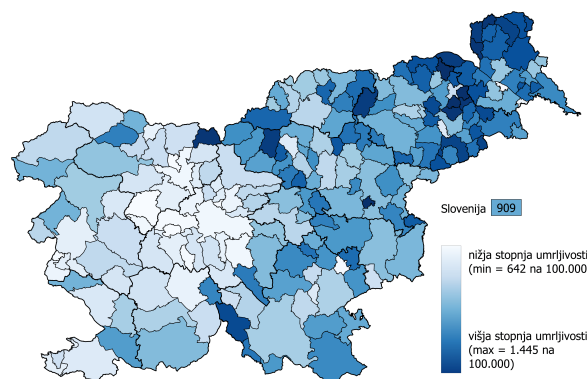 Slovenija 909
nižja stopnja umrljivosti
(min = 642 na 100.000)
višja stopnja umrljivosti
(max = 1.445 na
100.000)